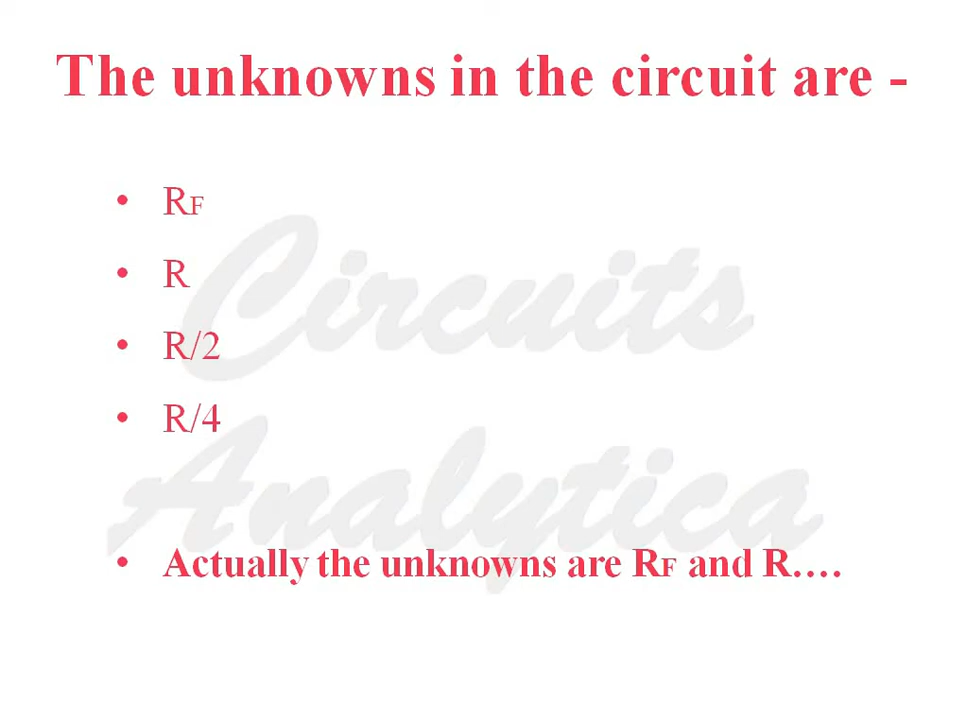 The unknowns in the circuit are -
• RF
• R
• R/2
• R/4
• Actually the unknowns are RF and R….
Circuits
Analytica